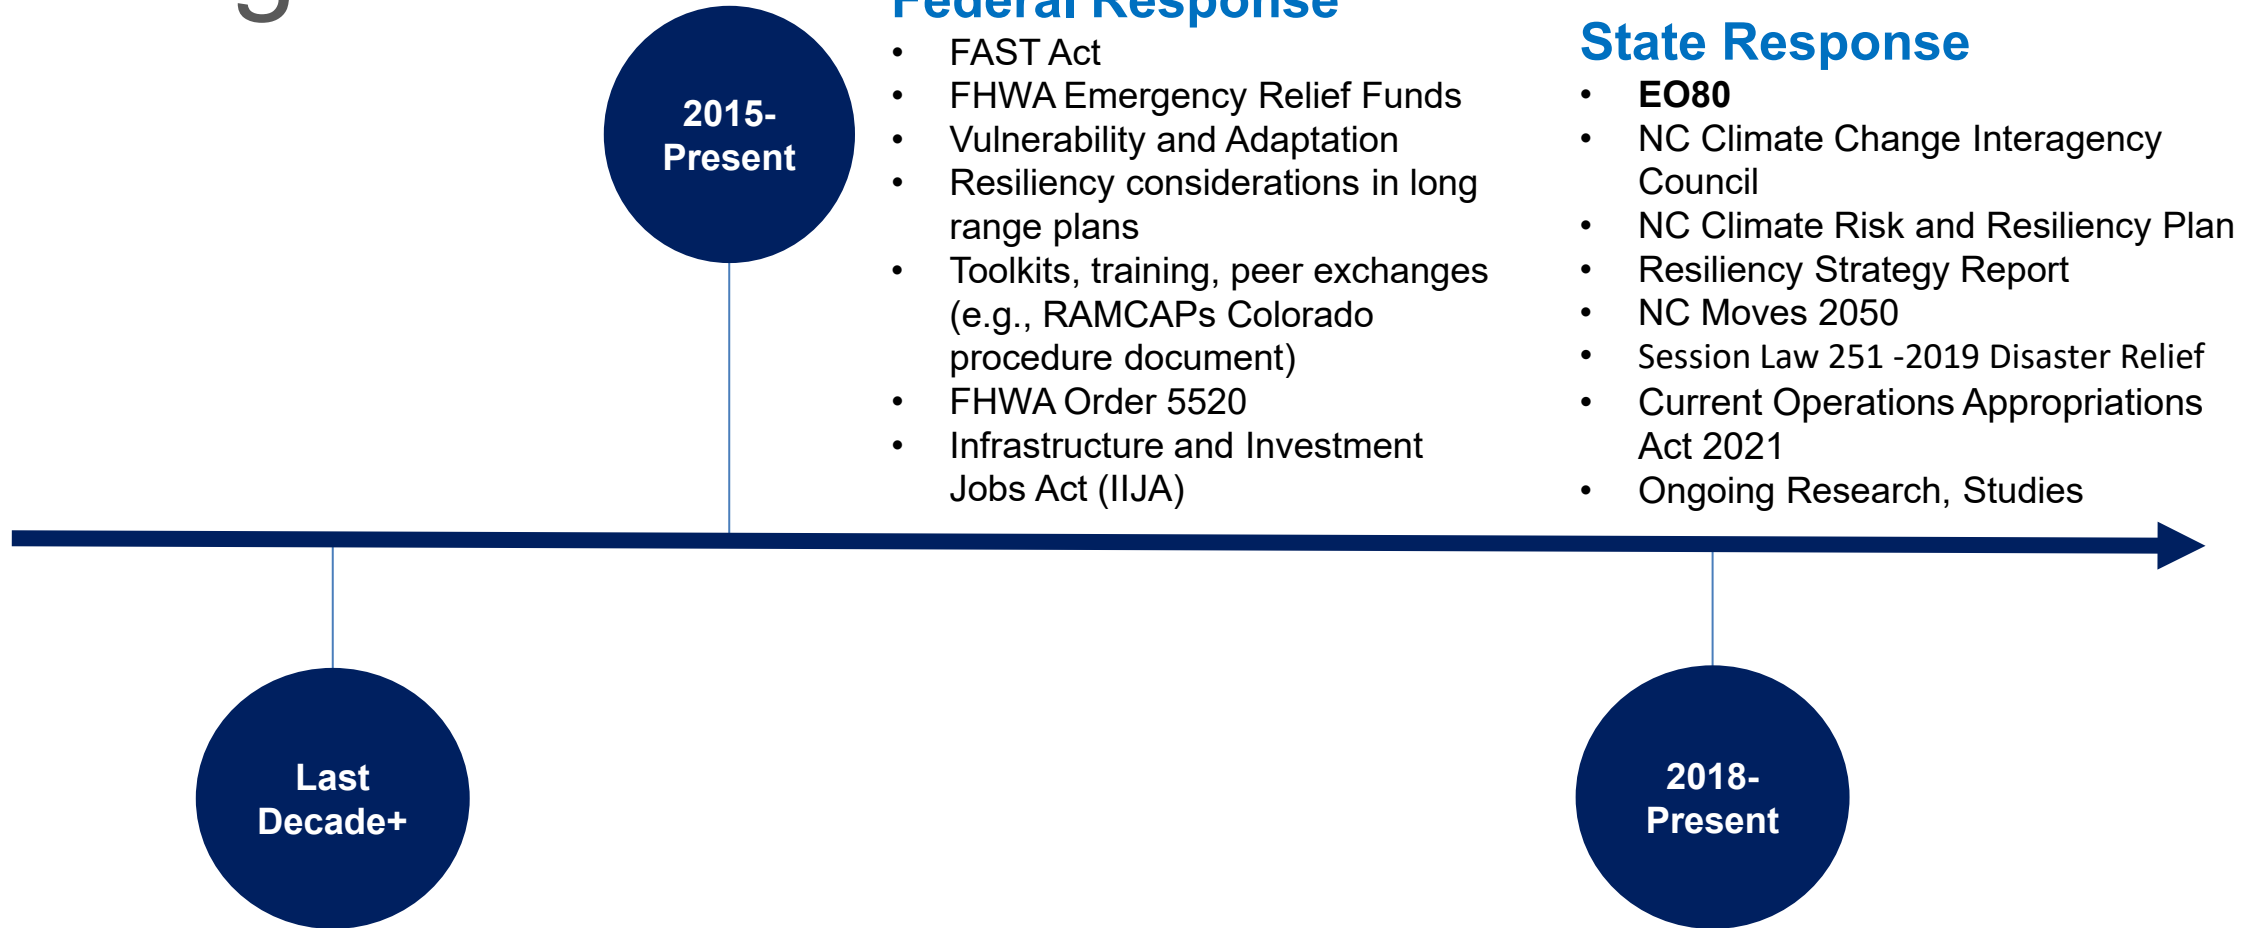 Federal Response
• FAST Act
• FHWA Emergency Relief Funds
• Vulnerability and Adaptation
• Resiliency considerations in long
range plans
• Toolkits, training, peer exchanges
(e.g., RAMCAPs Colorado
procedure document)
• FHWA Order 5520
• Infrastructure and Investment
Jobs Act (IIJA)
State Response
• EO80
• NC Climate Change Interagency
Council
• NC Climate Risk and Resiliency Plan
• Resiliency Strategy Report
• NC Moves 2050
• Session Law 251 -2019 Disaster Relief
• Current Operations Appropriations
Act 2021
• Ongoing Research, Studies
2015-
Present
Last
Decade+
2018-
Present